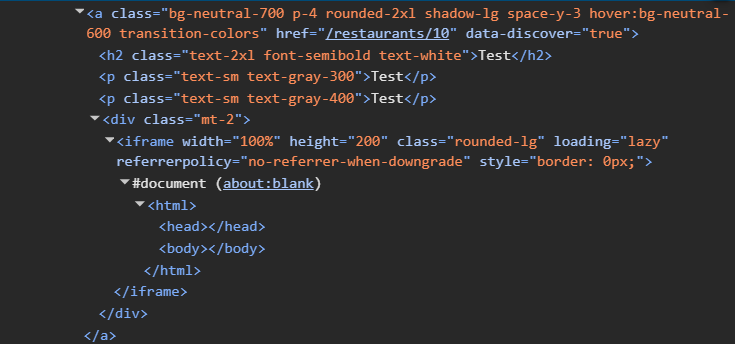 <a class="bg-neutral-700 p-4 rounded-2xl shadow-lg space-y-3 hover:bg-neutral-
600 transition-colors" href="/restaurants/10" data-discover="true">
<h2 class="text-2xl font-semibold text-white">Test</h2>
<p class="text-sm text-gray-300">Test</p>
<p class="text-sm text-gray-400">Test</p>
<div class="mt-2">
<iframe width="100%" height="200" class="rounded-lg" loading="lazy"
referrerpolicy="no-referrer-when-downgrade" style="border: 0px;">
#document (about:blank)
<html>
<head></head>
<body></body>
</html>
</iframe>
</div>
</a>